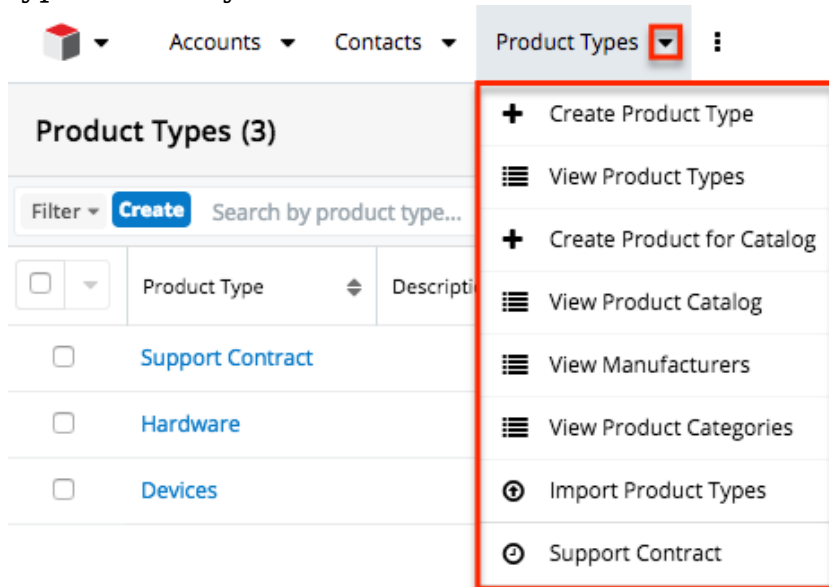 Accounts Contacts Product Types
Product Types (3)
Filter Create Search by product type...
Product Type Descripti
Support Contract
Hardware
Devices
Create Product Type
View Product Types
Create Product for Catalog
View Product Catalog
View Manufacturers
View Product Categories
Import Product Types
Support Contract